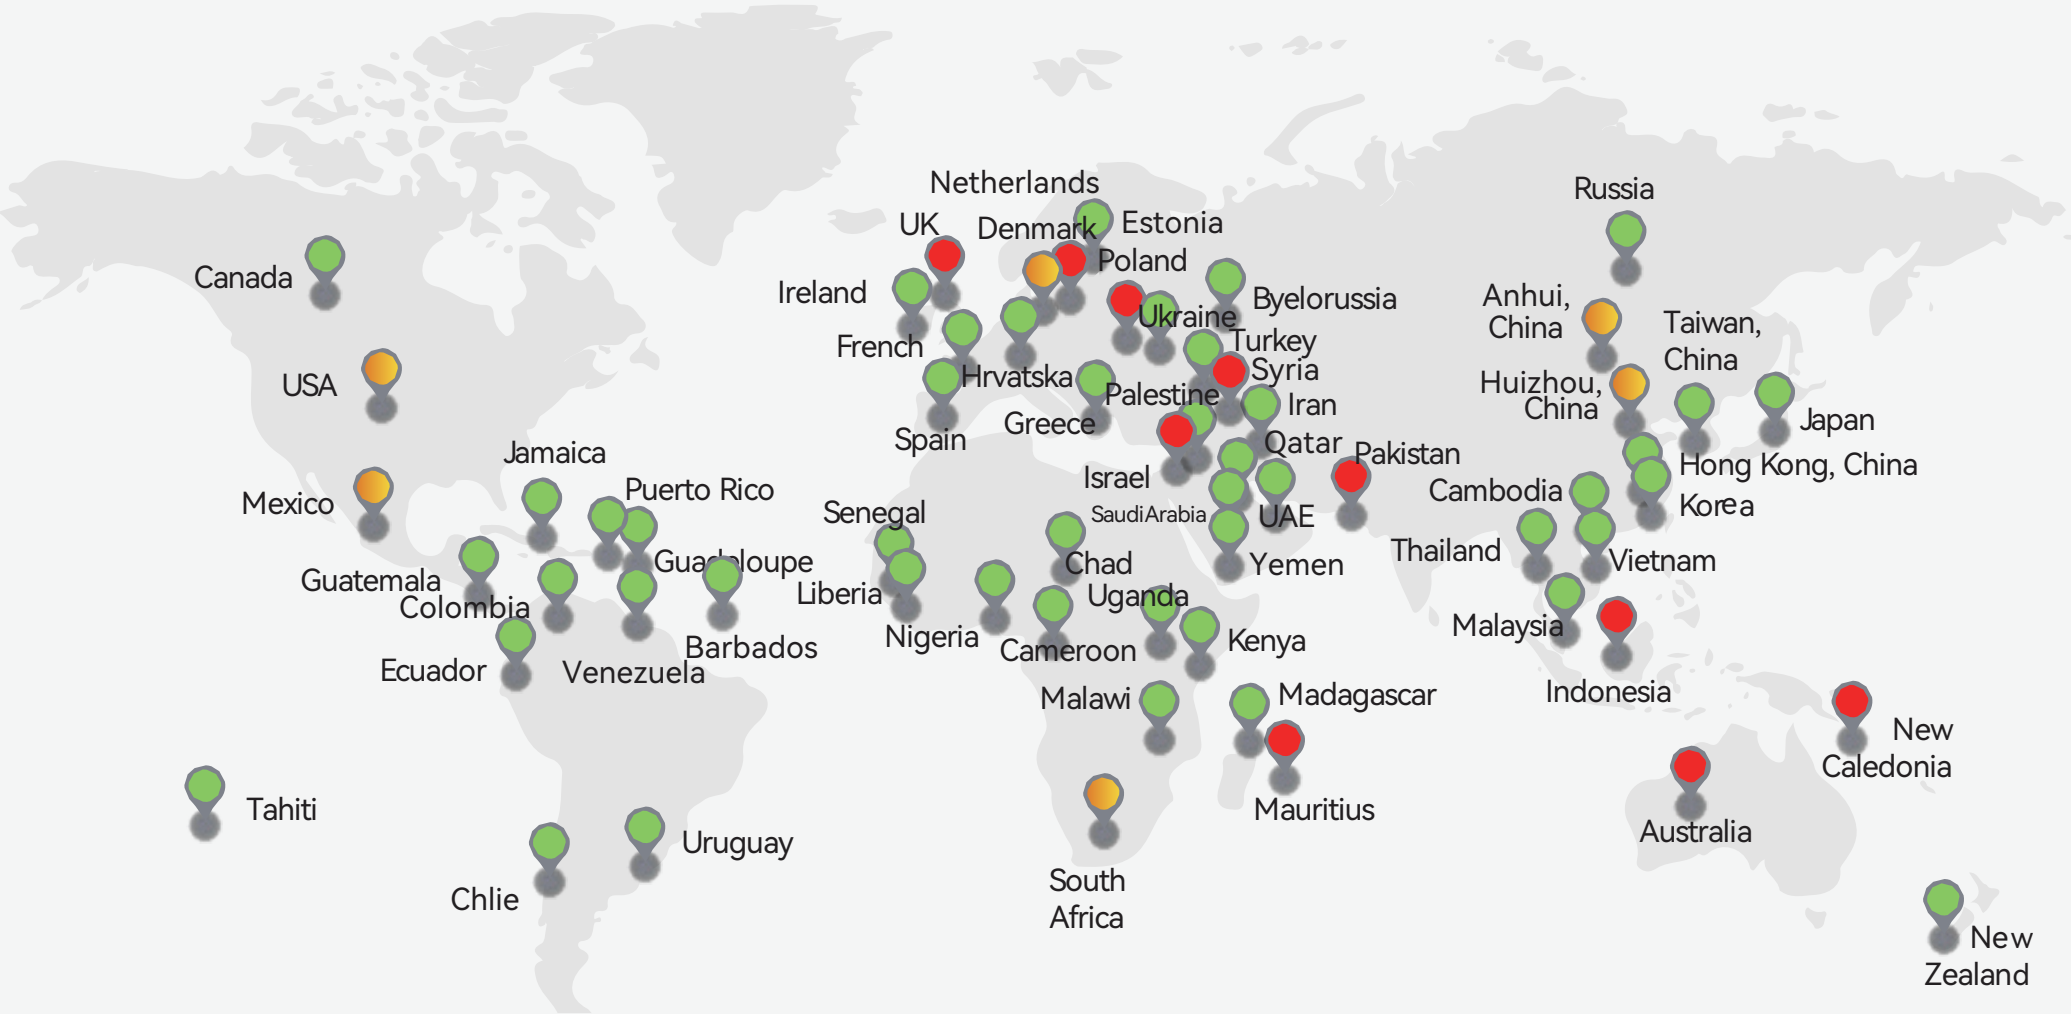 Netherlands
Russia
UK
Denmark
Estonia
Canada
Poland
Ireland
Byelorussia
Anhui,
China
Taiwan,
China
French
Ukraine
Turkey
USA
Hrvatska
Syria
Huizhou,
China
Palestine
Iran
Greece
Japan
Spain
Qatar
Jamaica
Pakistan
Israel
Hong Kong, China
Puerto Rico
Cambodia
Mexico
Senegal
SaudiArabia
UAE
Korea
Thailand
Guadeloupe
Chad
Yemen
Vietnam
Guatemala
Liberia
Uganda
Colombia
Nigeria
Cameroon
Kenya
Malaysia
Barbados
Ecuador
Venezuela
Malawi
Madagascar
Indonesia
New
Caledonia
Tahiti
Mauritius
Australia
Uruguay
Chlie
South
Africa
New
Zealand